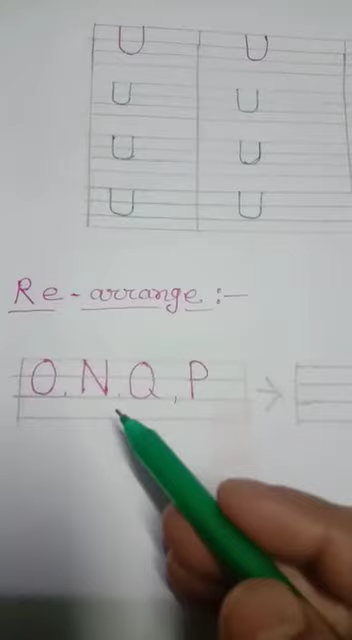 U U
U U
U U
U U
Re-arrange :-
O, N, Q, P →